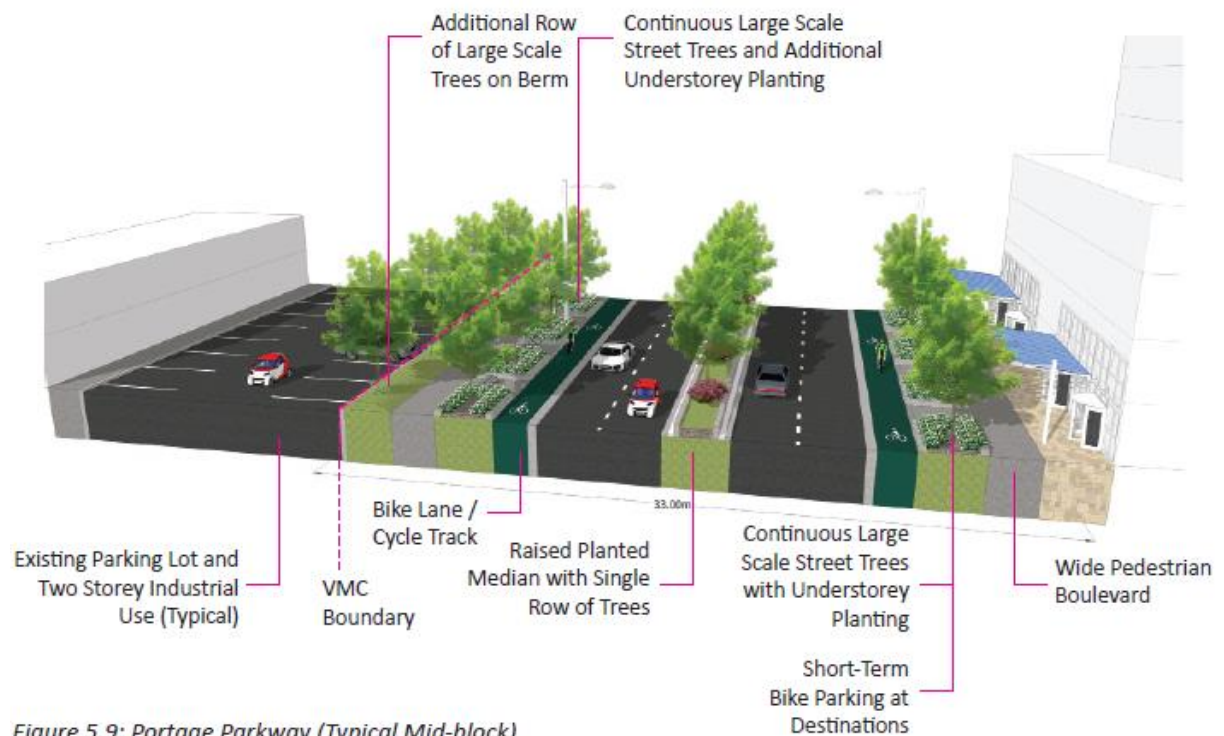 Additional Row
of Large Scale
Trees on Berm
Continuous Large Scale
Street Trees and Additional
Understorey Planting
33.00m
Existing Parking Lot and
Two Storey Industrial
Use (Typical)
VMC
Boundary
Bike Lane /
Cycle Track
Raised Planted
Median with Single
Row of Trees
Continuous Large
Scale Street Trees
with Understorey
Planting
Short-Term
Bike Parking at
Destinations
Wide Pedestrian
Boulevard
Figure 5.9: Portage Parkway (Typical Mid-block)